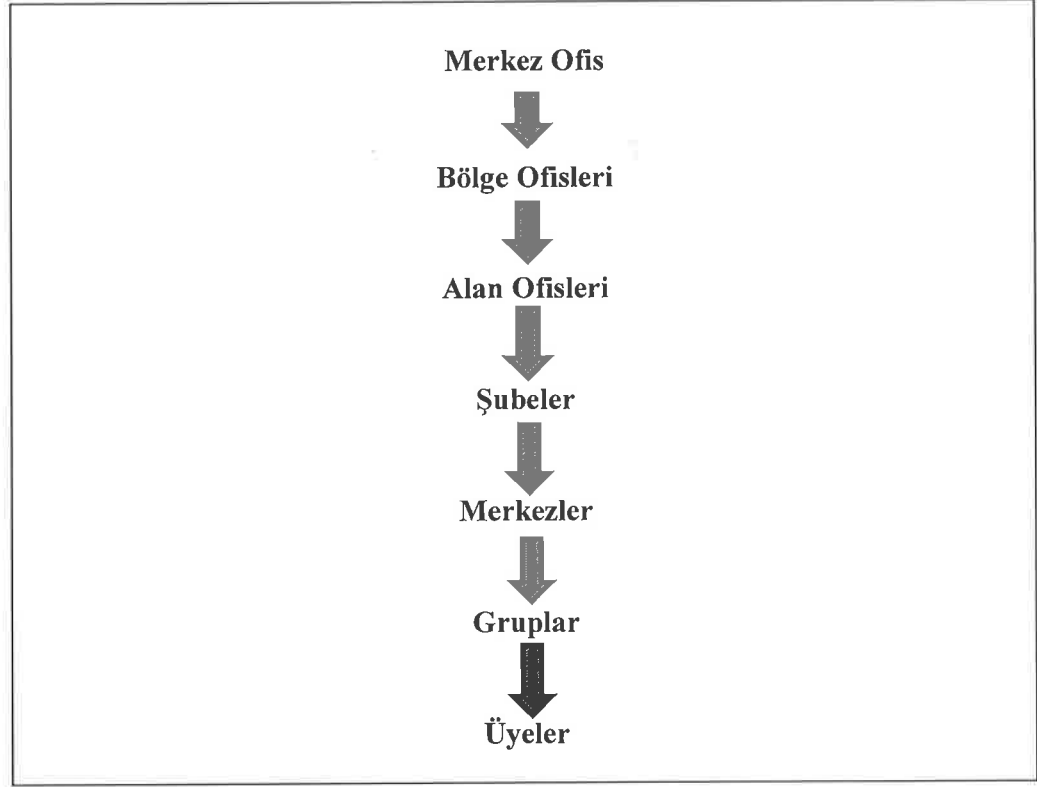 Merkez Ofis
Bölge Ofisleri
Alan Ofisleri
Şubeler
Merkezler
Gruplar
Üyeler